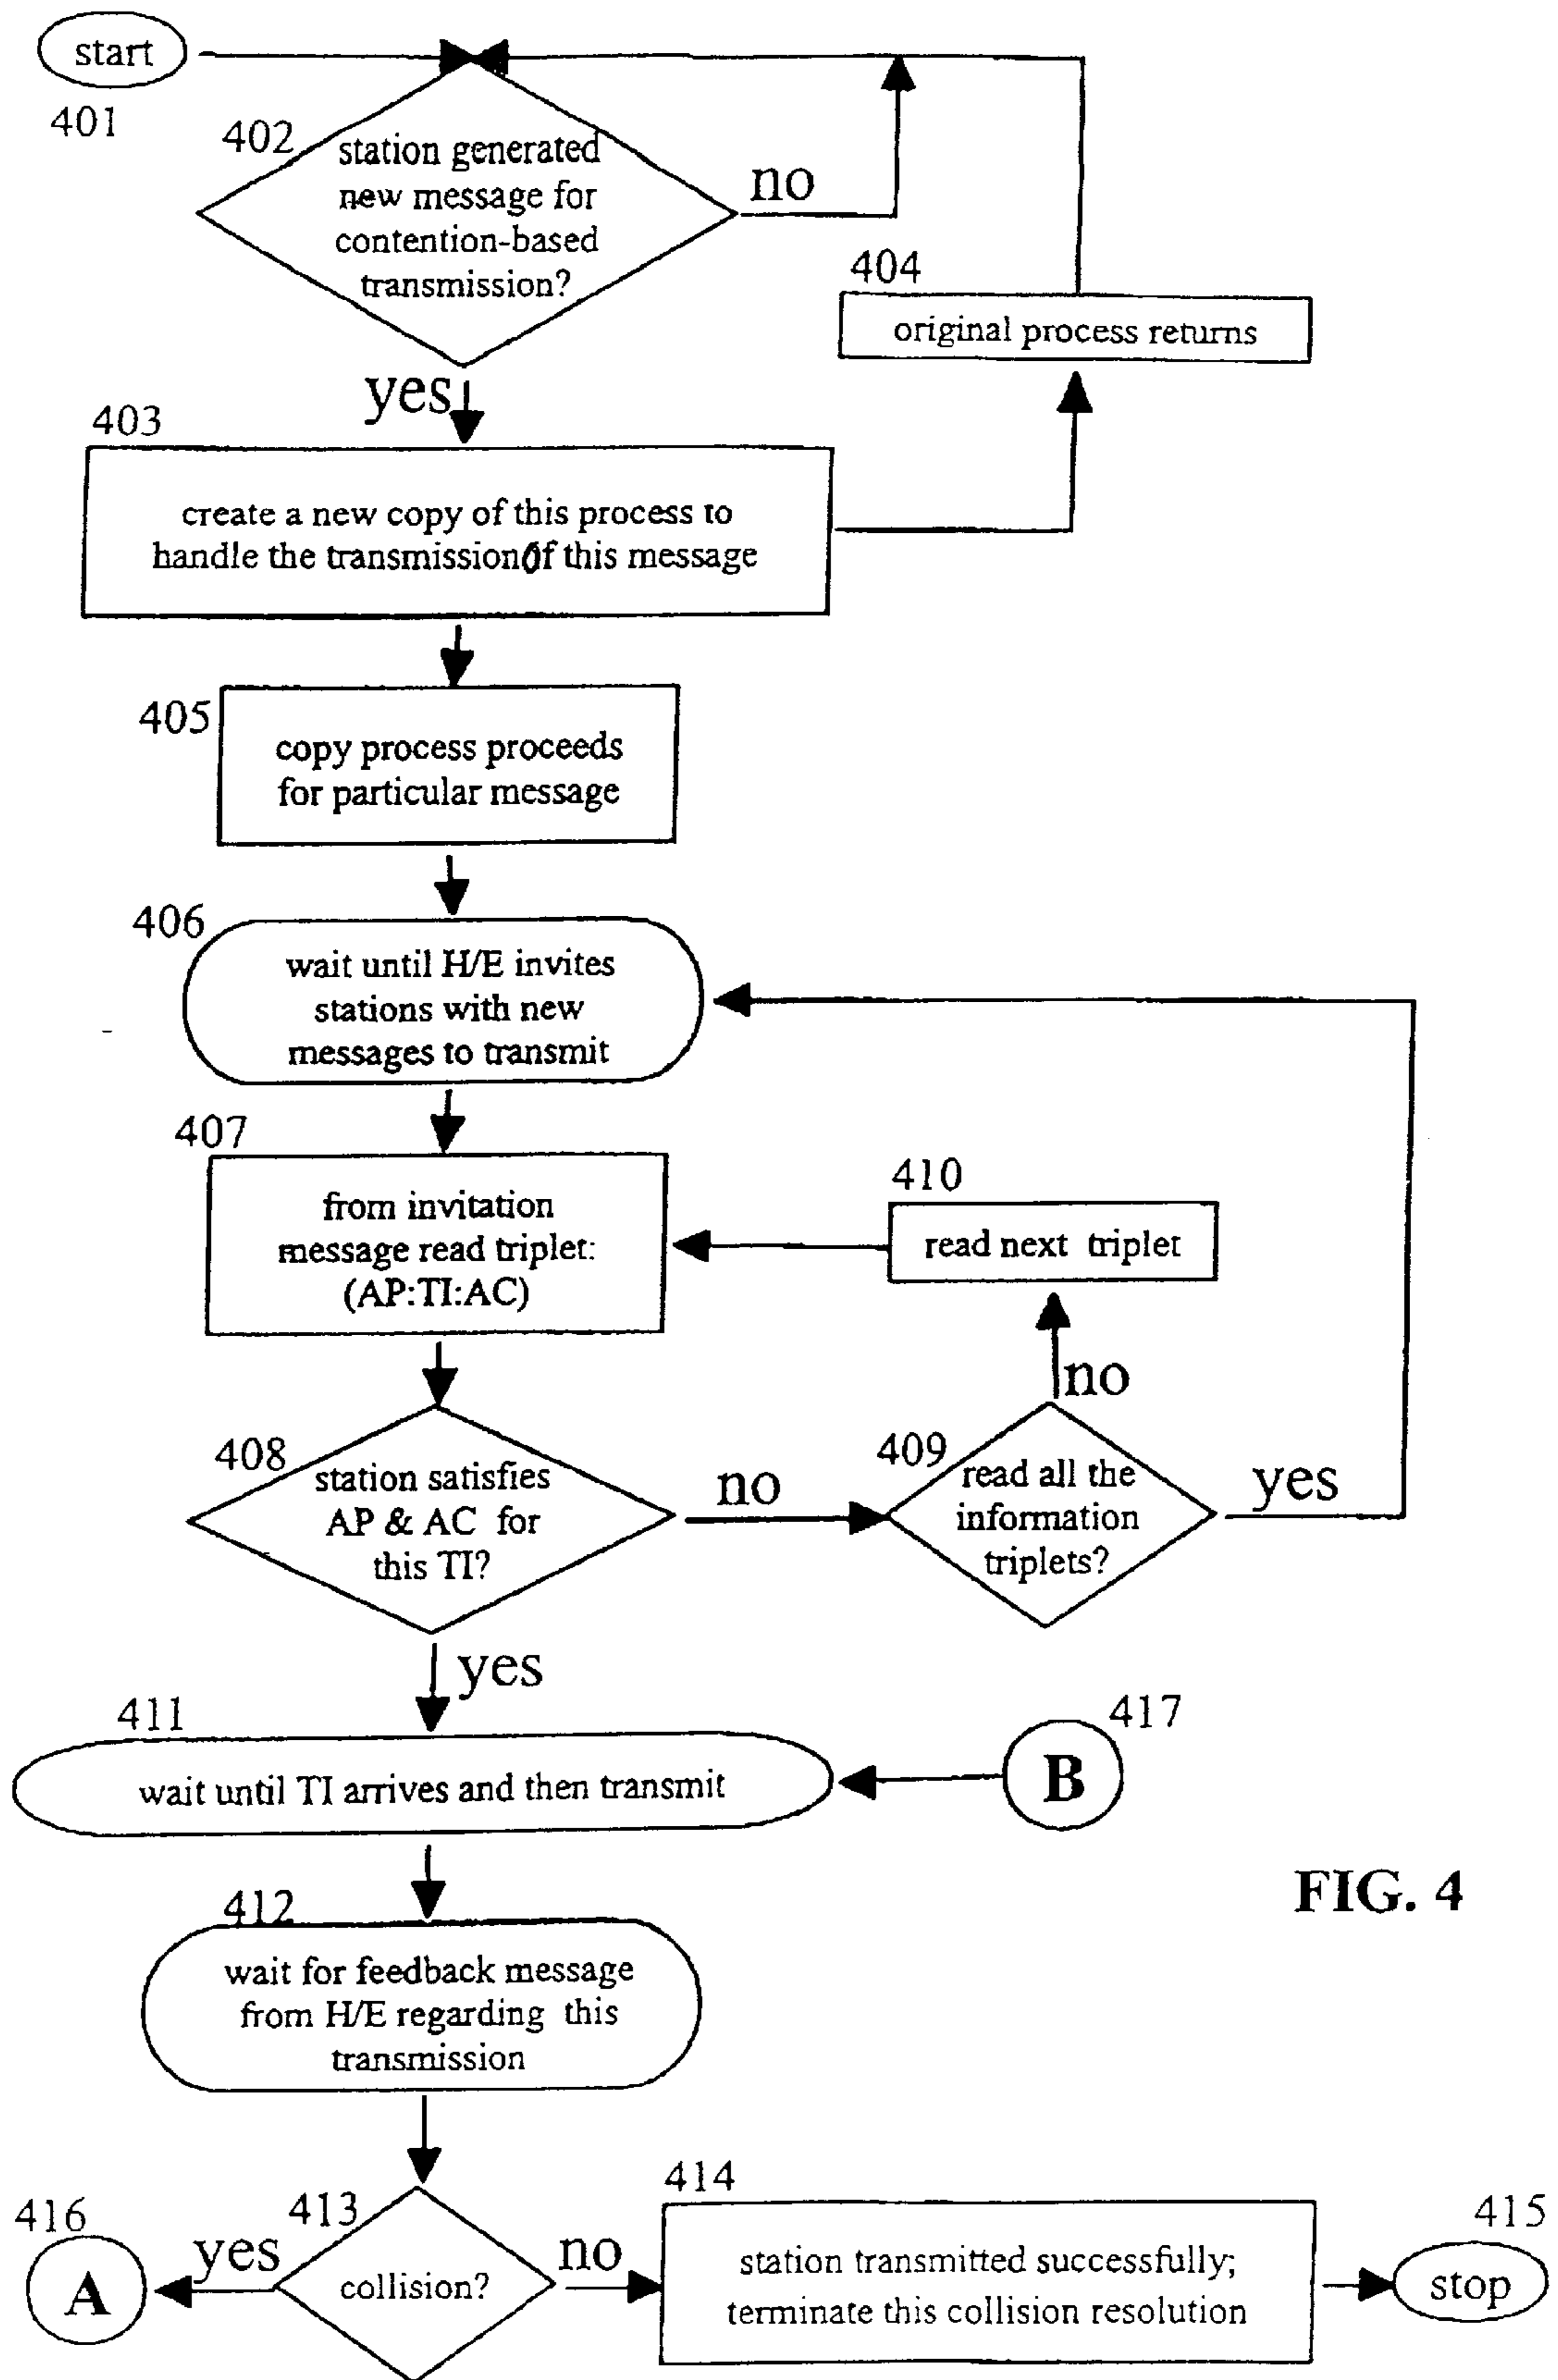 start
401
402
station generated
new message for
contention-based
transmission?
no
404
original process returns
yes
403
create a new copy of this process to
handle the transmission of this message
405
copy process proceeds
for particular message
406
wait until H/E invites
stations with new
messages to transmit
407
from invitation
message read triplet:
(AP:TI:AC)
410
read next triplet
no
408
station satisfies
AP & AC for
this TI?
no
409
read all the
information
triplets?
yes
yes
411
wait until TI arrives and then transmit
417
B
FIG. 4
412
wait for feedback message
from H/E regarding this
transmission
416
A
yes
413
collision?
no
414
station transmitted successfully;
terminate this collision resolution
415
stop